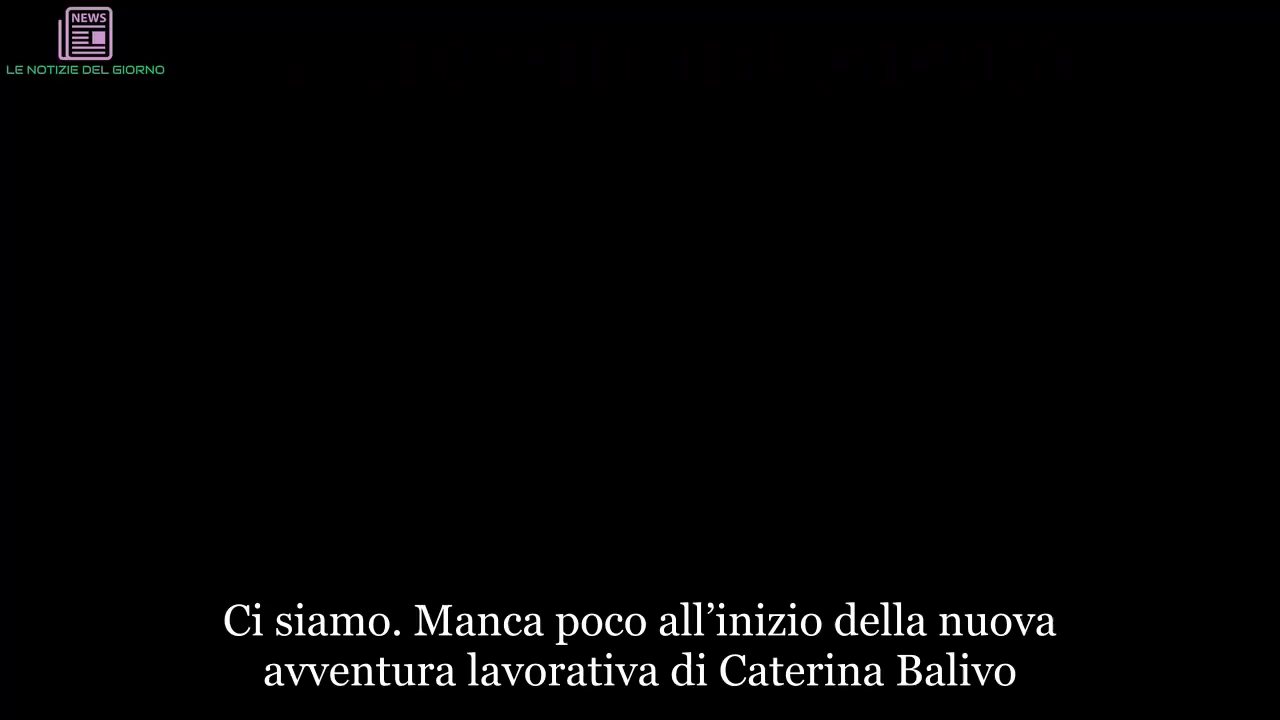 NEWS
LE NOTIZIE DEL GIORNO
Ci siamo. Manca poco all’inizio della nuova
avventura lavorativa di Caterina Balivo